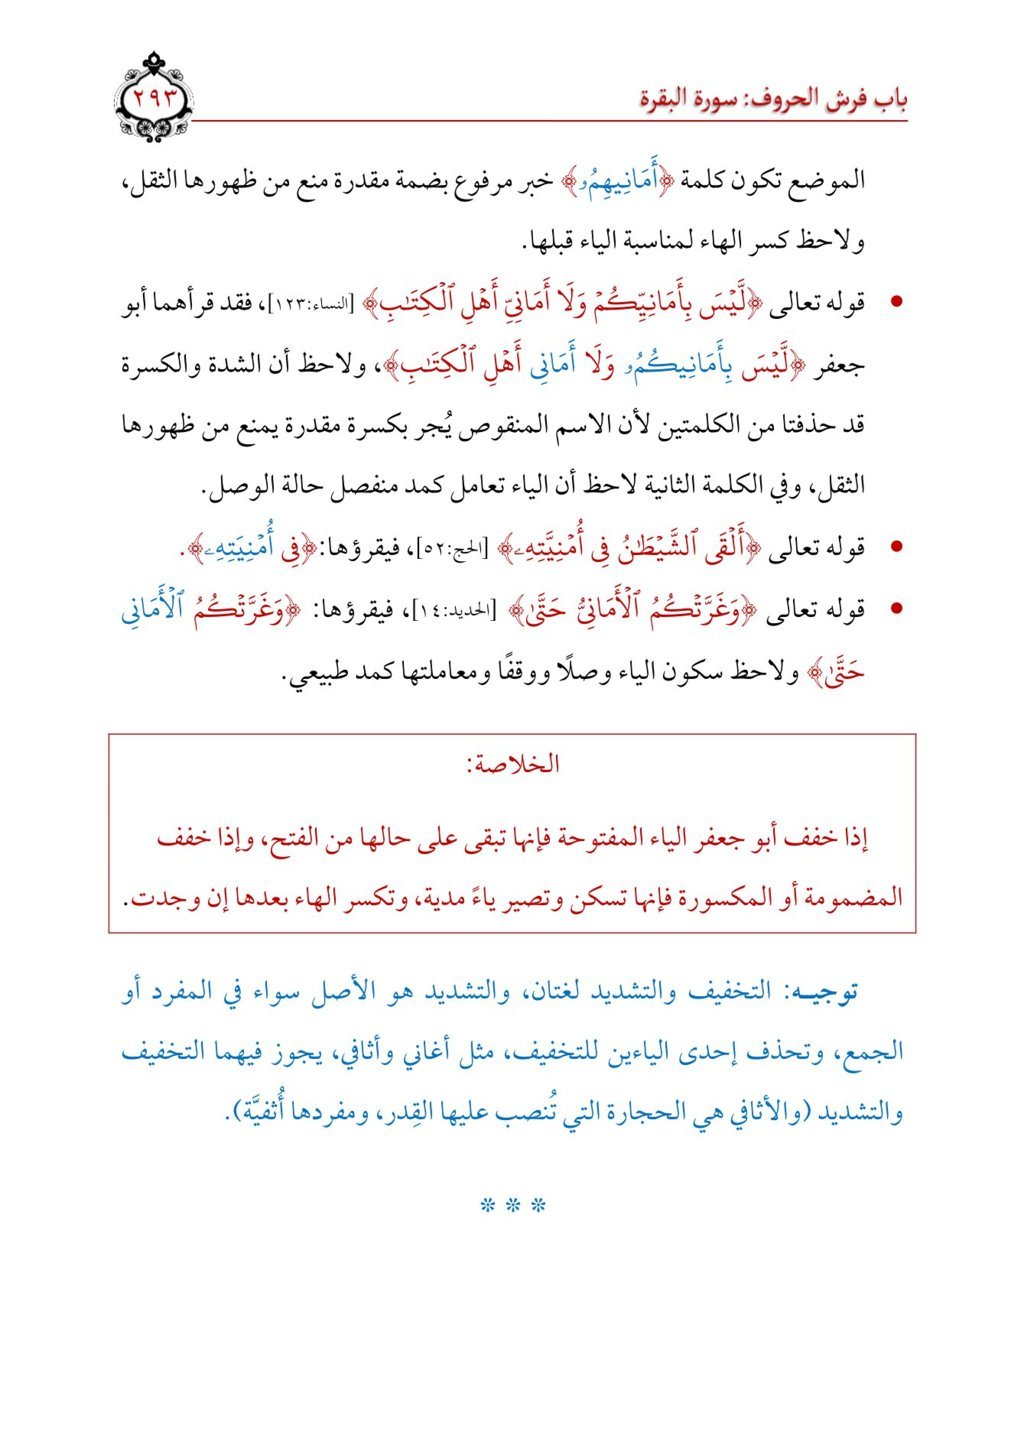 باب فرش الحروف: سورة البقرة
٢٩٣
الموضع تكون كلمة ﴿أَمَانِيهِمُۥ﴾ خبر مرفوع بضمة مقدرة منع من ظهورها الثقل،
ولاحظ كسر الهاء لمناسبة الياء قبلها.
• قوله تعالى ﴿لَّيۡسَ بِأَمَانِيِّكُمۡ وَلَا أَمَانِيِّ أَهۡلِ ٱلۡكِتَٰبِ﴾ [النساء:١٢٣]، فقد قرأهما أبو
جعفر ﴿لَّيۡسَ بِأَمَانِيكُمُۥ وَلَا أَمَانِى أَهۡلِ ٱلۡكِتَٰبِ﴾، ولاحظ أن الشدة والكسرة
قد حذفتا من الكلمتين لأن الاسم المنقوص يُجر بكسرة مقدرة يمنع من ظهورها
الثقل، وفي الكلمة الثانية لاحظ أن الياء تعامل كمد منفصل حالة الوصل.
• قوله تعالى ﴿أَلۡقَى ٱلشَّيۡطَٰنُ فِى أُمۡنِيَّتِهِۦ﴾ [الحج:٥٢]، فيقرؤها:﴿فِى أُمۡنِيَتِهِۦ﴾.
• قوله تعالى ﴿وَغَرَّتۡكُمُ ٱلۡأَمَانِىُّ حَتَّىٰ﴾ [الحديد:١٤]، فيقرؤها: ﴿وَغَرَّتۡكُمُ ٱلۡأَمَانِى
حَتَّىٰ﴾ ولاحظ سكون الياء وصلًا ووقفًا ومعاملتها كمد طبيعي.
الخلاصة:
إذا خفف أبو جعفر الياء المفتوحة فإنها تبقى على حالها من الفتح، وإذا خفف
المضمومة أو المكسورة فإنها تسكن وتصير ياءً مدية، وتكسر الهاء بعدها إن وجدت.
توجيـه: التخفيف والتشديد لغتان، والتشديد هو الأصل سواء في المفرد أو
الجمع، وتحذف إحدى الياءين للتخفيف، مثل أغاني وأثافي، يجوز فيهما التخفيف
والتشديد (والأثافي هي الحجارة التي تُنصب عليها القِدر، ومفردها أُثفيَّة).
* * *